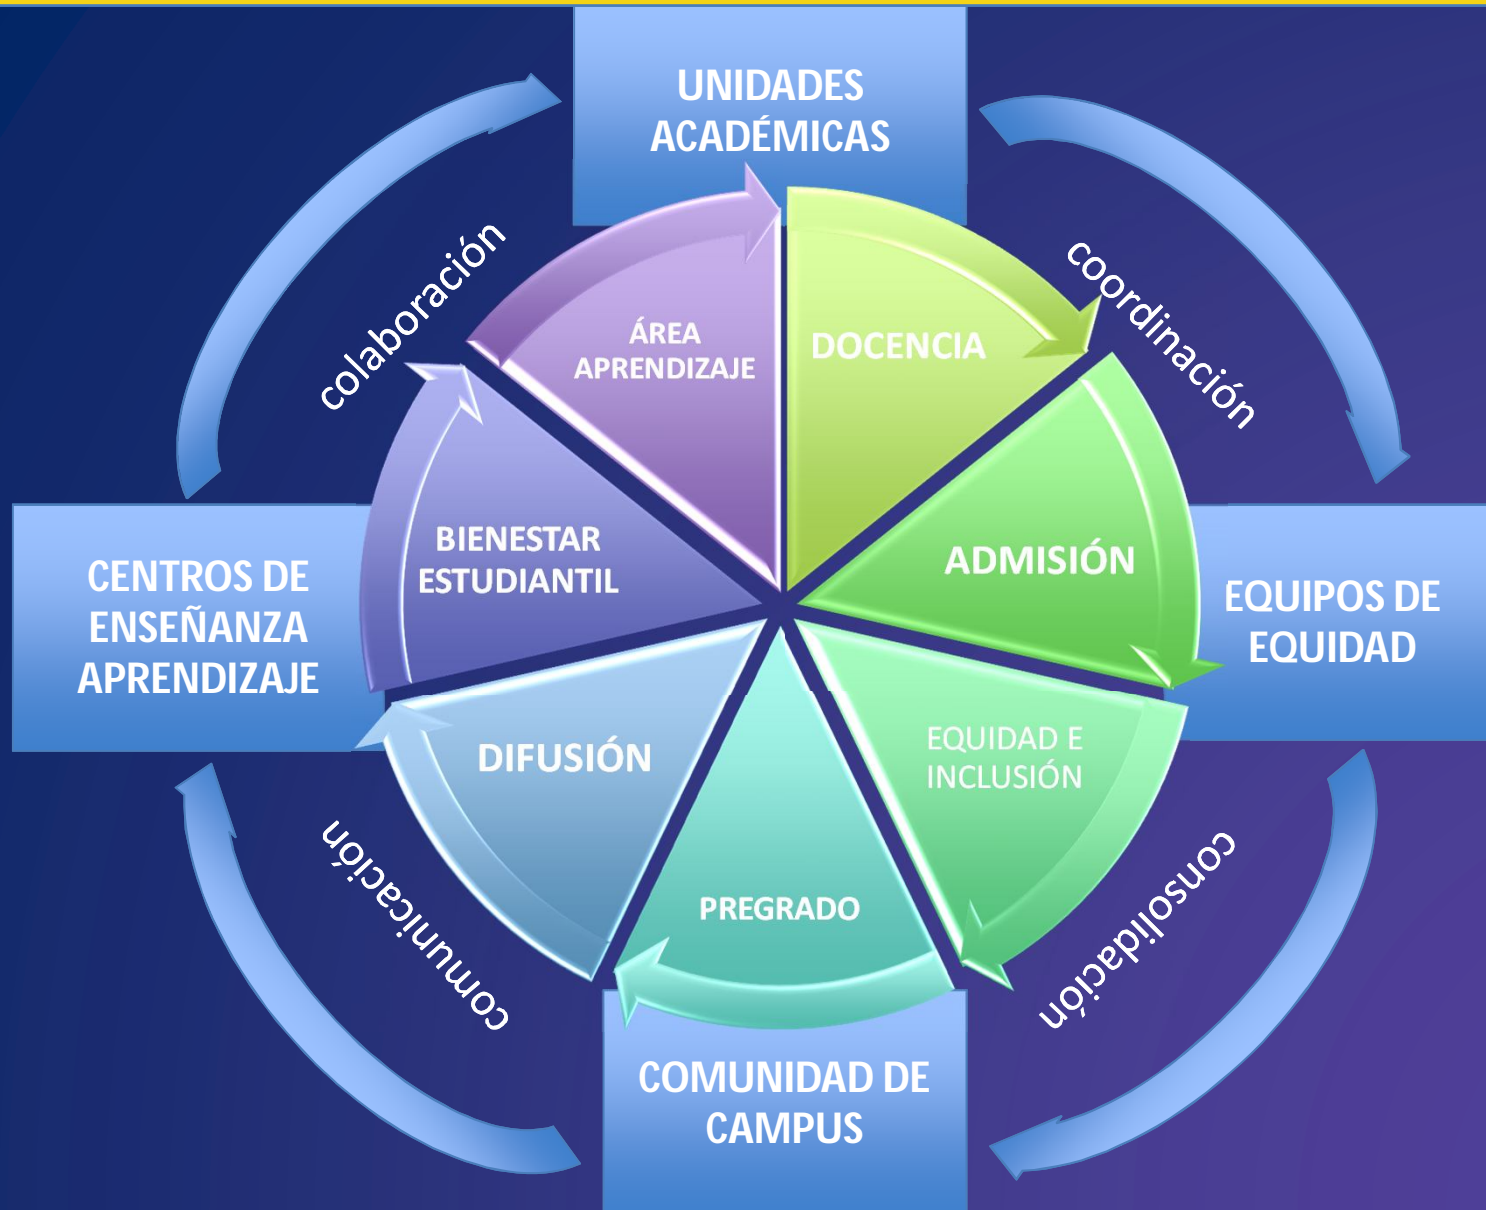 UNIDADES
ACADÉMICAS
colaboración
coordinación
ÁREA
APRENDIZAJE
DOCENCIA
BIENESTAR
ESTUDIANTIL
ADMISIÓN
CENTROS DE
ENSEÑANZA
APRENDIZAJE
EQUIPOS DE
EQUIDAD
DIFUSIÓN
EQUIDAD E
INCLUSIÓN
PREGRADO
comunicación
consolidación
COMUNIDAD DE
CAMPUS